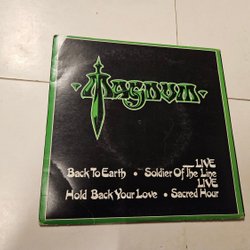 · Magnum ·
LIVE
Back To Earth · Soldier Of The Line
LIVE
Hold Back Your Love · Sacred Hour